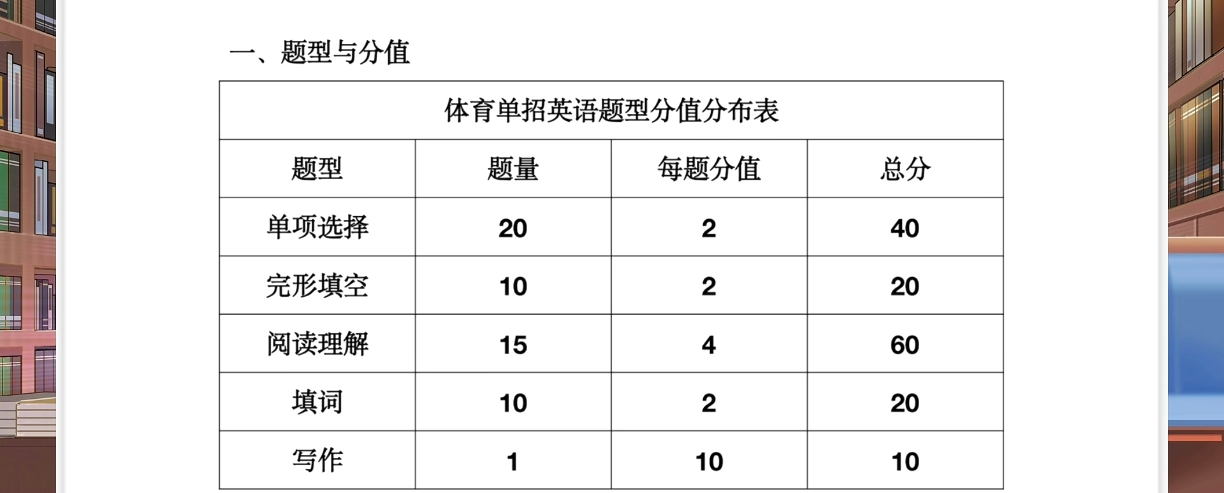 一、题型与分值
体育单招英语题型分值分布表
题型 题量 每题分值 总分
单项选择 20 2 40
完形填空 10 2 20
阅读理解 15 4 60
填词 10 2 20
写作 1 10 10